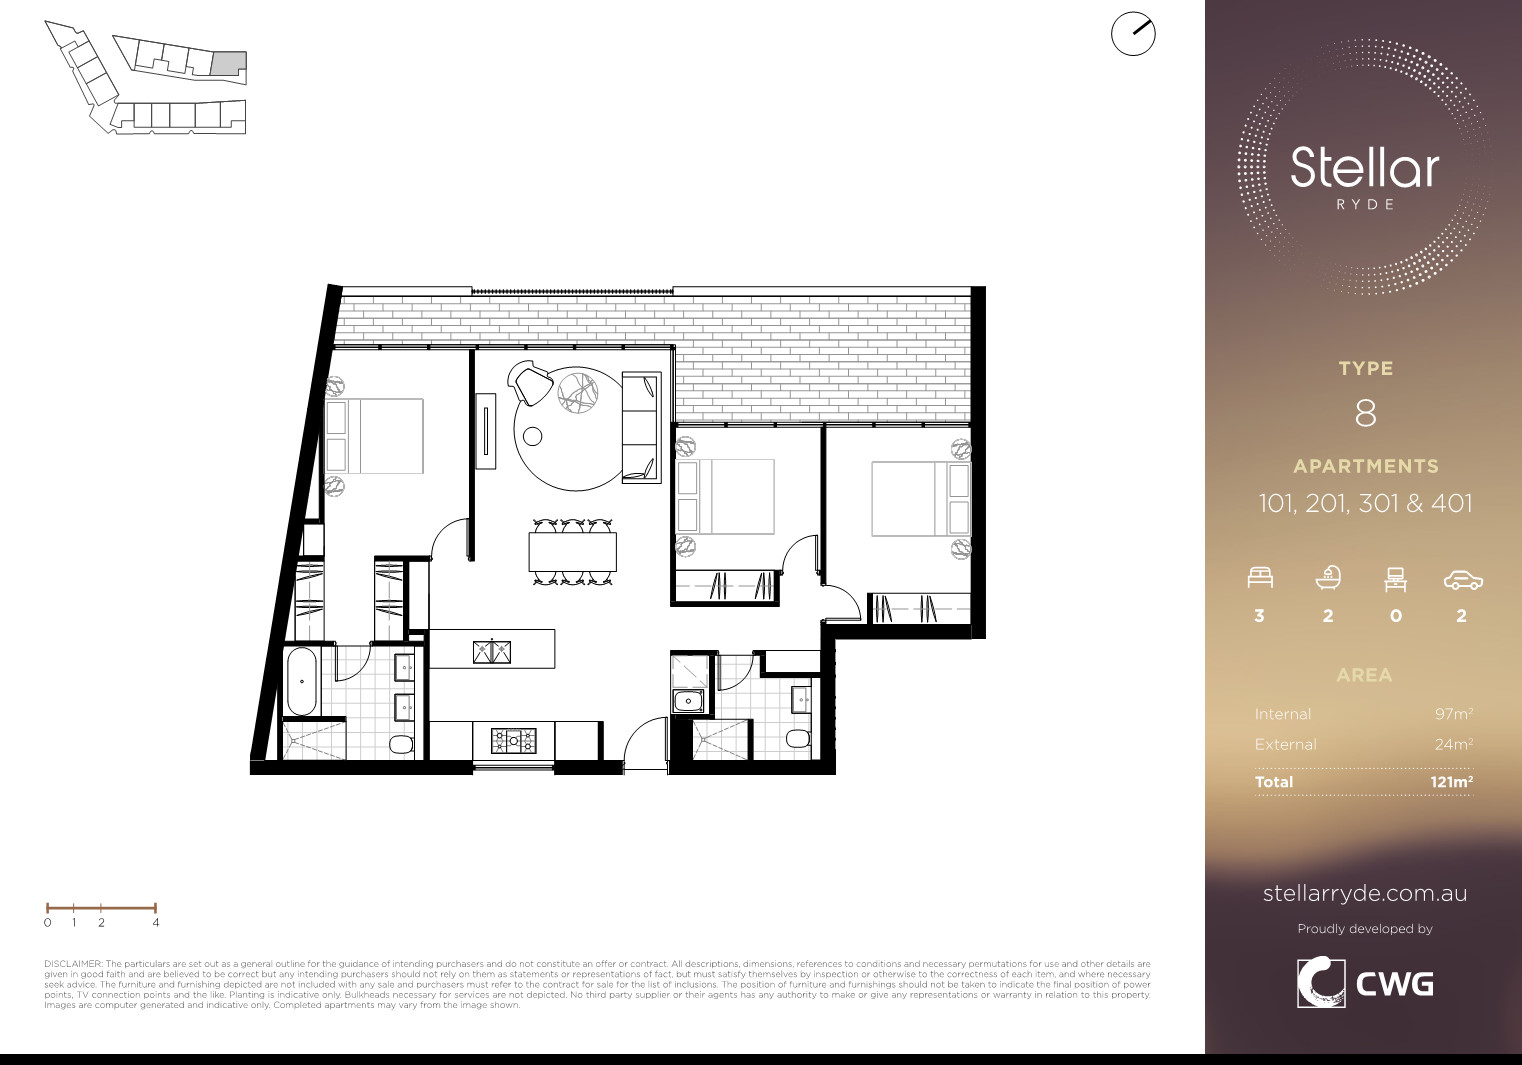 Stellar
RYDE
TYPE
8
APARTMENTS
101, 201, 301 & 401
3 2 0 2
AREA
Internal 97m²
External 24m²
Total 121m²
stellarryde.com.au
Proudly developed by
CWG
0 1 2 4
DISCLAIMER: The particulars are set out as a general outline for the guidance of intending purchasers and do not constitute an offer or contract. All descriptions, dimensions, references to conditions and necessary permutations for use and other details are
given in good faith and are believed to be correct but any intending purchasers should not rely on them as statements or representations of fact, but must satisfy themselves by inspection or otherwise to the correctness of each item, and where necessary
seek advice. The furniture and furnishing depicted are not included with any sale and purchasers must refer to the contract for sale for the list of inclusions. The position of furniture and furnishings should not be taken to indicate the final position of power
points, TV connection points and the like. Planting is indicative only. Bulkheads necessary for services are not depicted. No third party supplier or their agents has any authority to make or give any representations or warranty in relation to this property.
Images are computer generated and indicative only. Completed apartments may vary from the image shown.